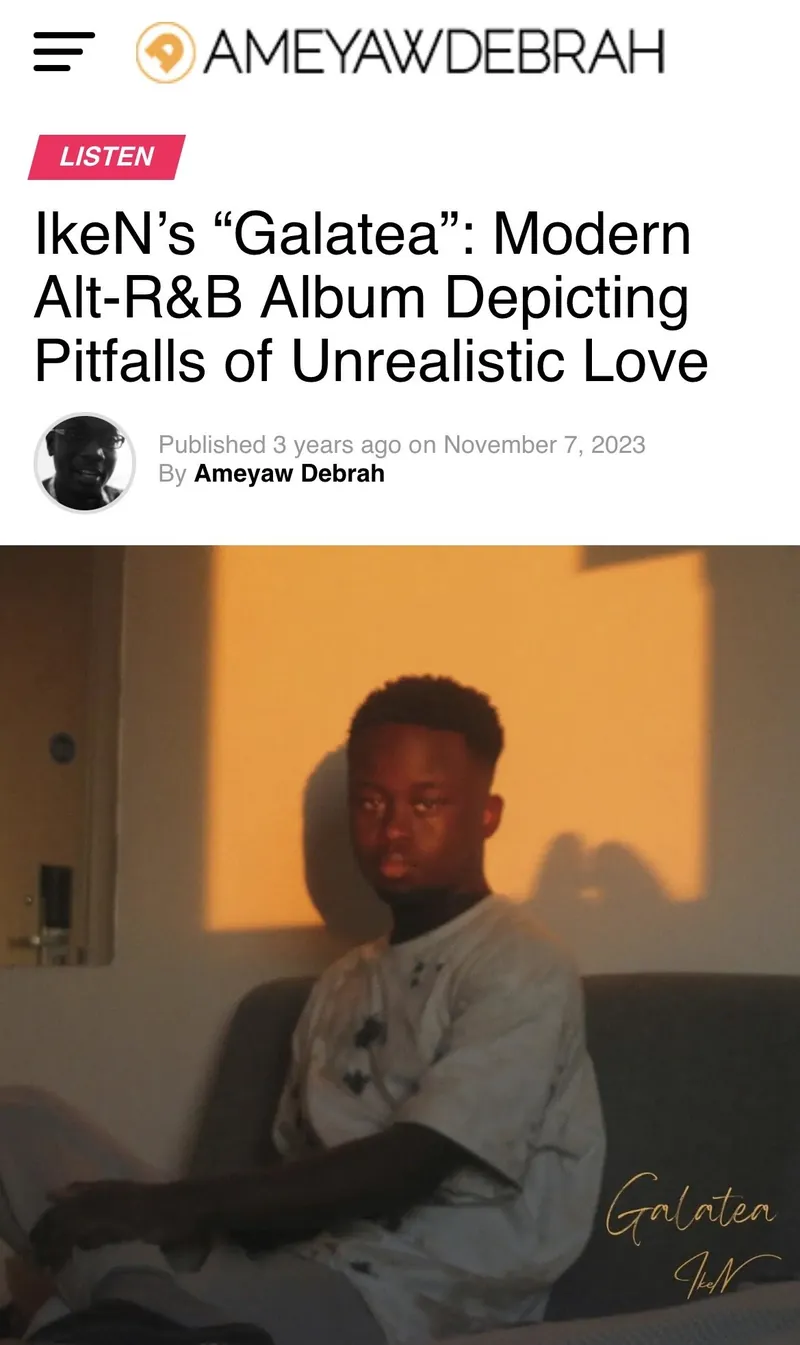 AMEYAWDEBRAH
LISTEN
IkeN’s “Galatea”: Modern
Alt-R&B Album Depicting
Pitfalls of Unrealistic Love
Published 3 years ago on November 7, 2023
By Ameyaw Debrah
Galatea
IkeN